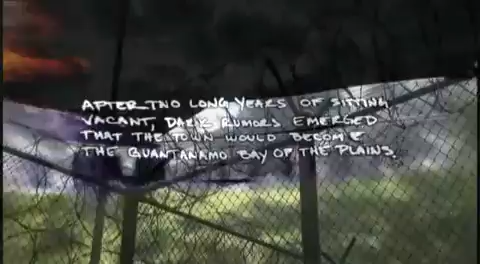 AFTER TWO LONG YEARS OF SITTING
VACANT, DARK RUMORS EMERGED
THAT THE TOWN WOULD BECOME
THE GUANTANAMO BAY OF THE PLAINS.